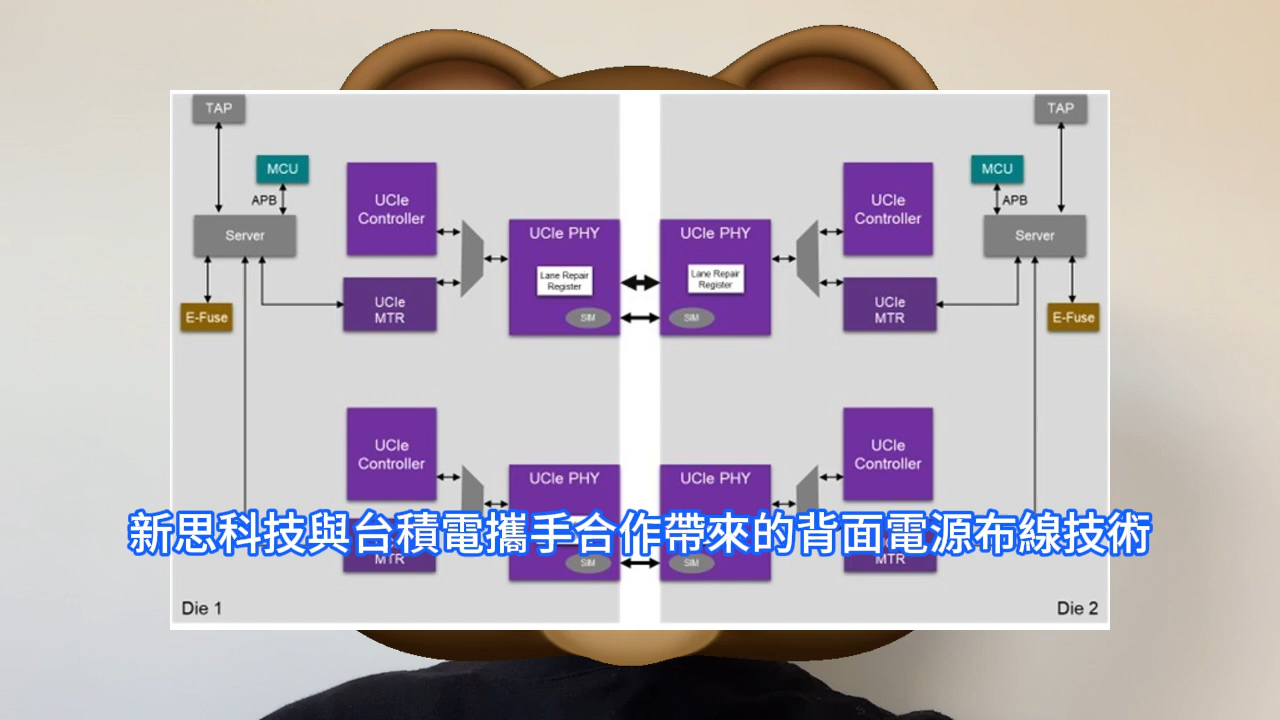 TAP
TAP
MCU
MCU
APB
APB
UCIe
Controller
UCIe
Controller
Server
Server
UCIe PHY
UCIe PHY
Lane Repair
Register
Lane Repair
Register
UCIe
MTR
UCIe
MTR
E-Fuse
E-Fuse
SIM
SIM
UCIe
Controller
UCIe
Controller
UCIe PHY
UCIe PHY
新思科技與台積電攜手合作帶來的背面電源布線技術
MTR
MTR
SIM
SIM
Die 1
Die 2